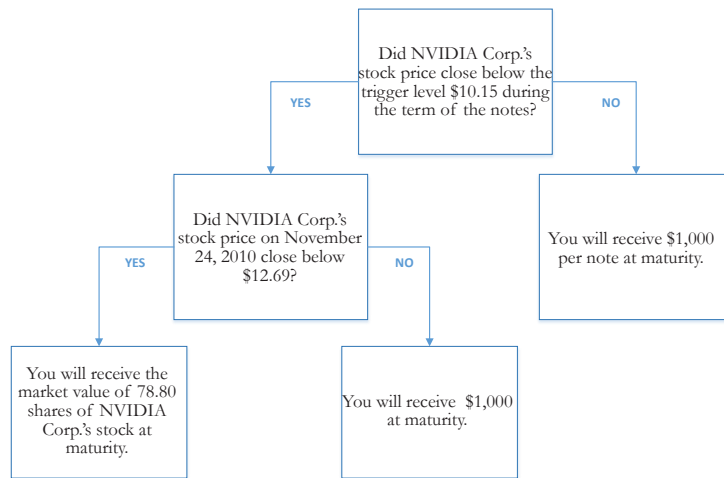 Did NVIDIA Corp.'s
stock price close below the
trigger level $10.15 during
the term of the notes?
YES
NO
Did NVIDIA Corp.'s
stock price on November
24, 2010 close below
$12.69?
You will receive $1,000
per note at maturity.
YES
NO
You will receive the
market value of 78.80
shares of NVIDIA
Corp.'s stock at
maturity.
You will receive $1,000
at maturity.